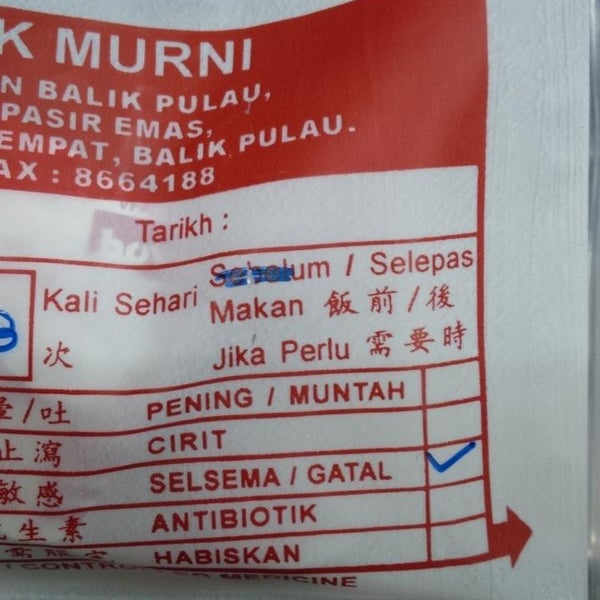 K MURNI
N BALIK PULAU,
PASIR EMAS,
EMPAT, BALIK PULAU.
AX : 8664188
Tarikh :
Kali Sehari Sebelum / Selepas
Makan 飯前/後
次 Jika Perlu 需要時
/吐 PENING / MUNTAH
止瀉 CIRIT
敏感 SELSEMA / GATAL
生素 ANTIBIOTIK
HABISKAN
MEDICINE